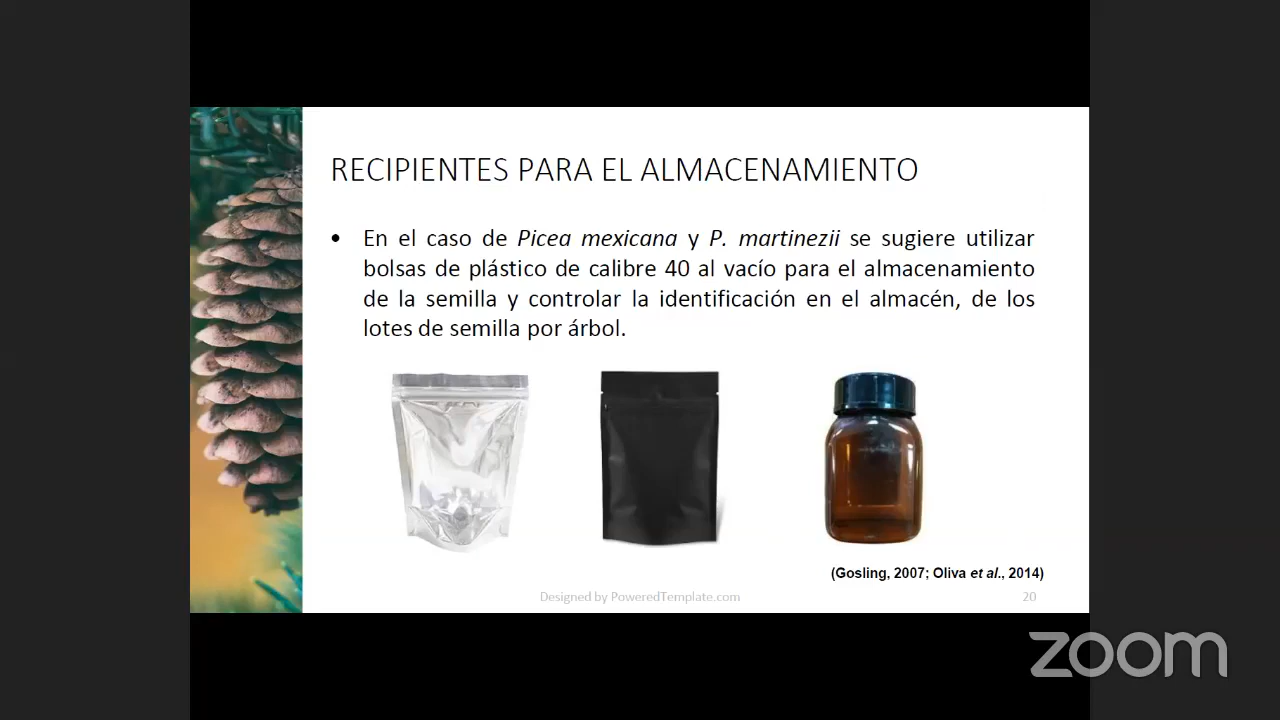 RECIPIENTES PARA EL ALMACENAMIENTO
• En el caso de Picea mexicana y P. martinezii se sugiere utilizar
bolsas de plástico de calibre 40 al vacío para el almacenamiento
de la semilla y controlar la identificación en el almacén, de los
lotes de semilla por árbol.
(Gosling, 2007; Oliva et al., 2014)
Designed by PoweredTemplate.com
20
zoom